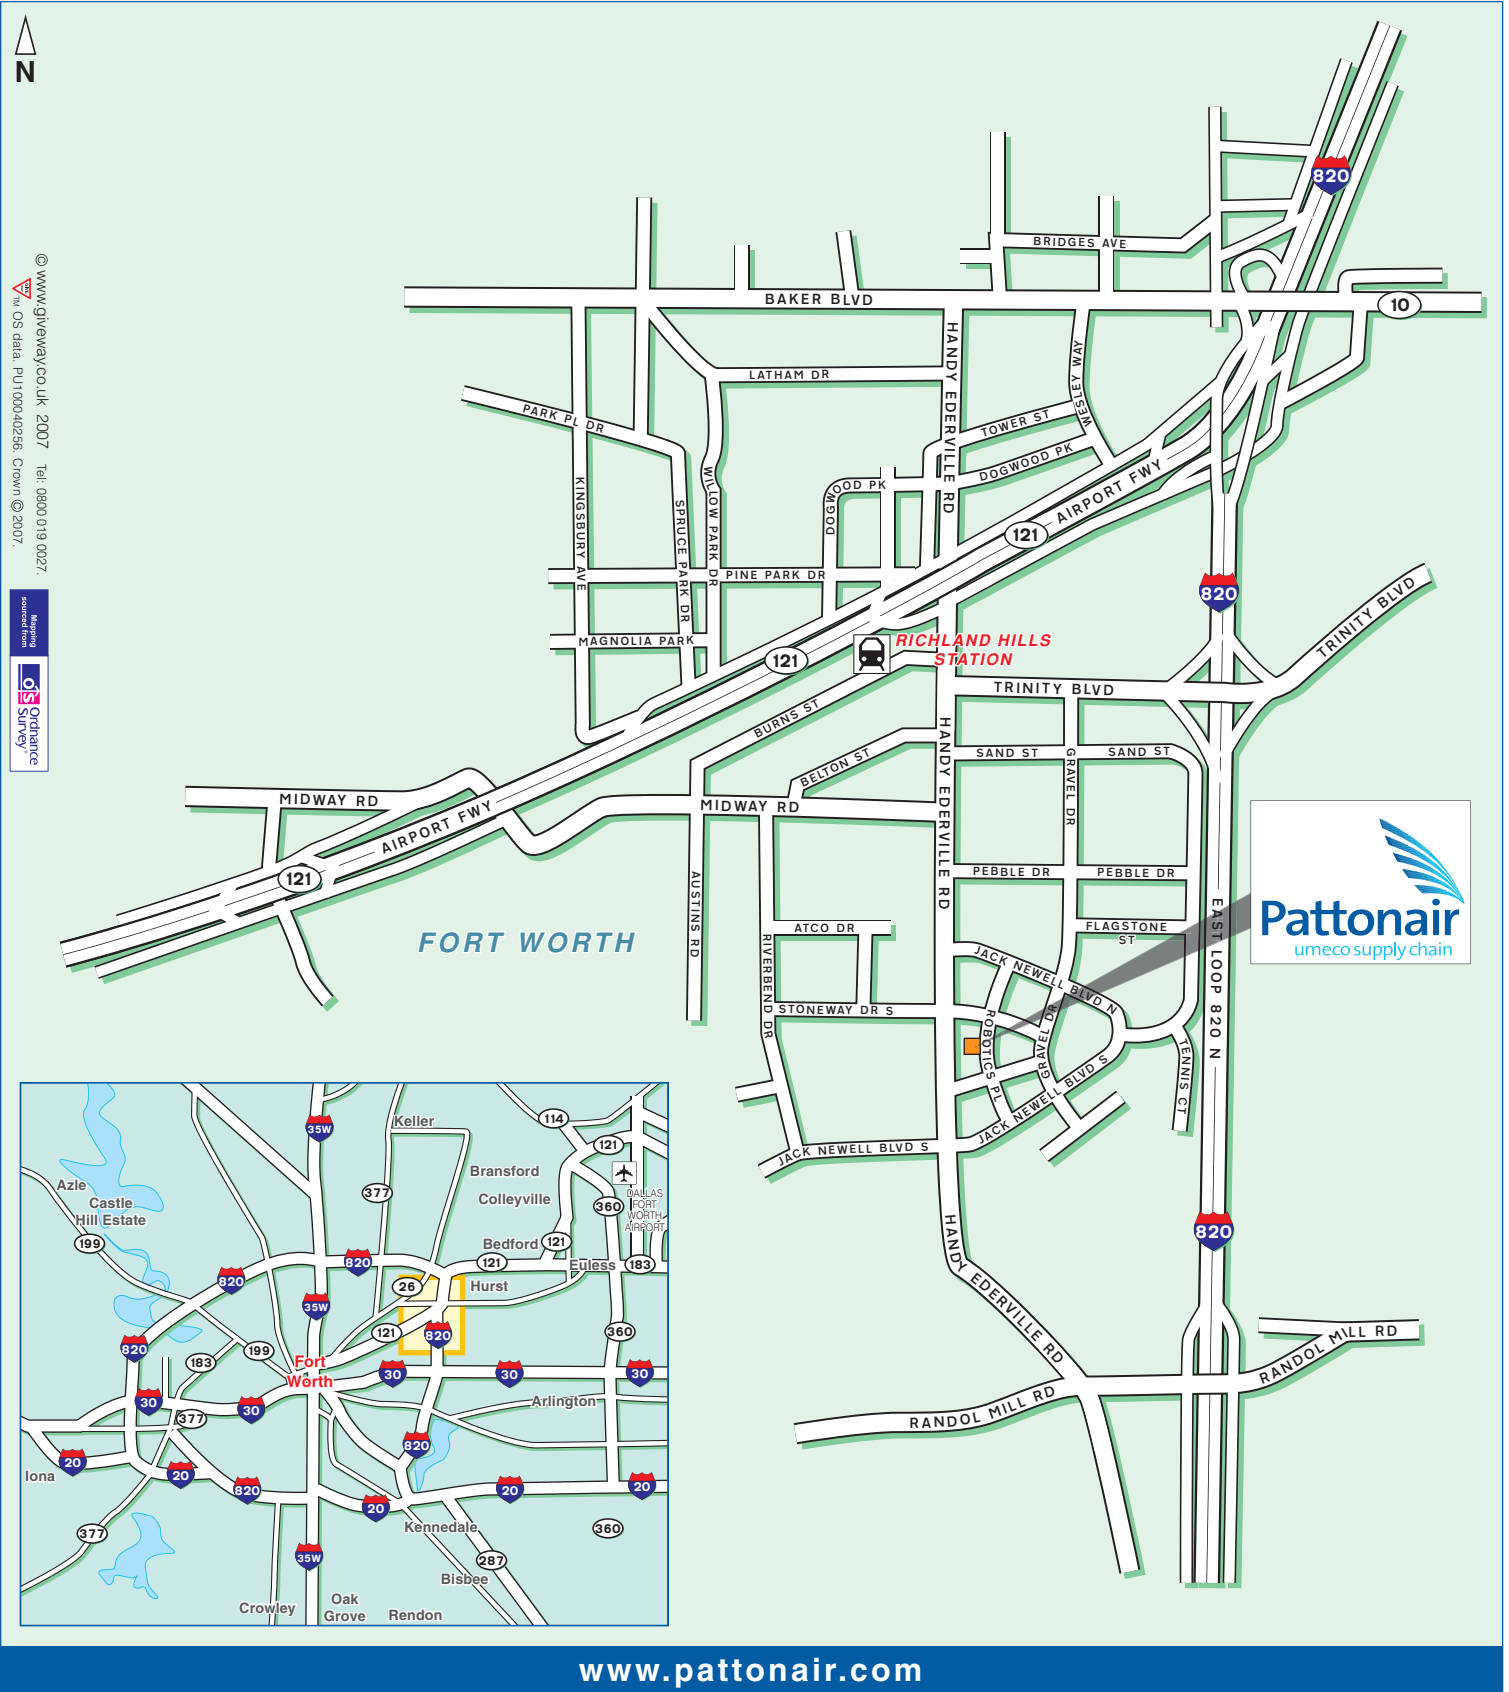 N
820
BRIDGES AVE
BAKER BLVD
10
HANDY EDERVILLE RD
WESLEY WAY
LATHAM DR
PARK PL DR
TOWER ST
DOGWOOD PK
DOGWOOD PK
AIRPORT FWY
121
KINGSBURY AVE
SPRUCE PARK DR
WILLOW PARK DR
PINE PARK DR
MAGNOLIA PARK
820
TRINITY BLVD
121
RICHLAND HILLS
STATION
TRINITY BLVD
BURNS ST
BELTON ST
HANDY EDERVILLE RD
SAND ST
SAND ST
GRAVEL DR
MIDWAY RD
MIDWAY RD
AIRPORT FWY
121
AUSTINS RD
PEBBLE DR
PEBBLE DR
EAST LOOP 820 N
FORT WORTH
ATCO DR
RIVERBEND DR
FLAGSTONE
ST
JACK NEWELL BLVD N
STONEWAY DR S
ROBOTICS PL
GRAVEL DR
TENNIS CT
JACK NEWELL BLVD S
JACK NEWELL BLVD S
820
HANDY EDERVILLE RD
RANDOL MILL RD
RANDOL MILL RD
Pattonair
umeco supply chain
© www.giveway.co.uk 2007 Tel: 0800 019 0027.
TM OS data. PU100040256. Crown © 2007.
Mapping
sourced from
OS
Ordnance
Survey®
35W
Keller
114
121
Bransford
377
Colleyville
360
DALLAS
FORT
WORTH
AIRPORT
Azle
Castle
Hill Estate
199
Bedford
121
820
121
Euless
183
820
26
Hurst
35W
121
820
360
820
183
199
Fort
Worth
30
30
30
30
377
30
Arlington
820
20
Iona
20
820
20
20
20
377
Kennedale
360
35W
287
Bisbee
Crowley
Oak
Grove
Rendon
www.pattonair.com